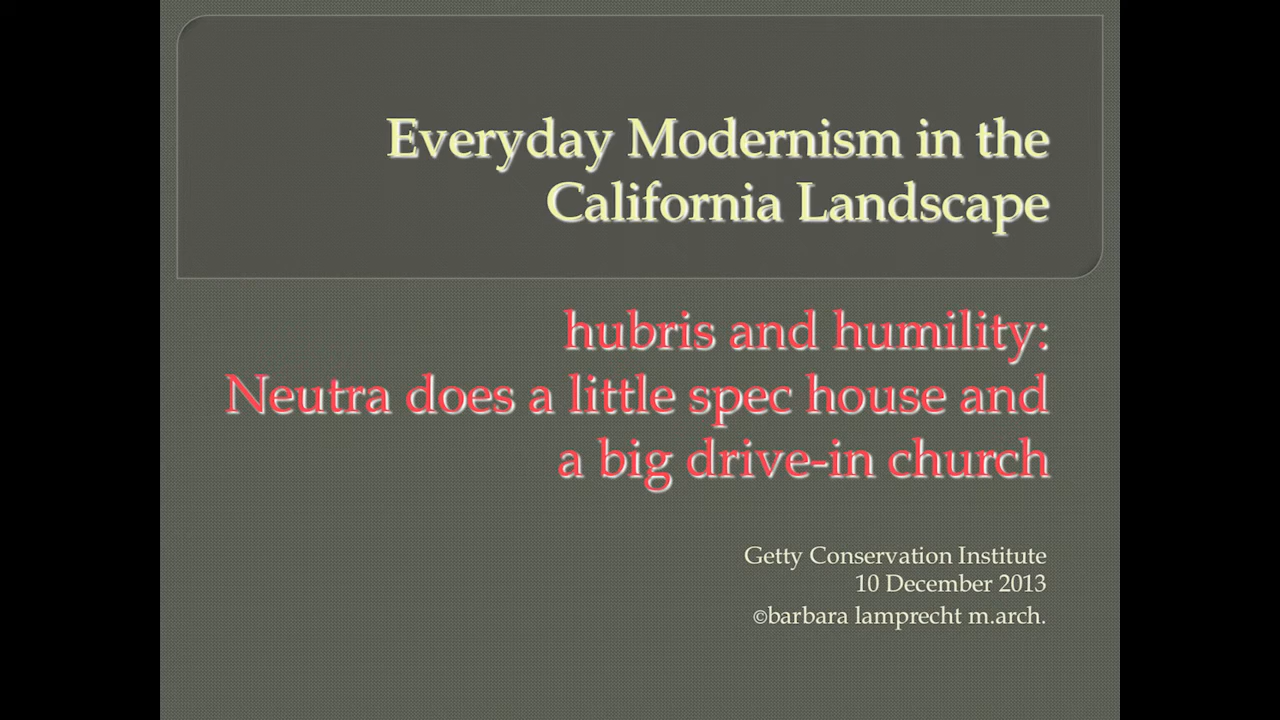 Everyday Modernism in the
California Landscape
hubris and humility:
Neutra does a little spec house and
a big drive-in church
Getty Conservation Institute
10 December 2013
©barbara lamprecht m.arch.